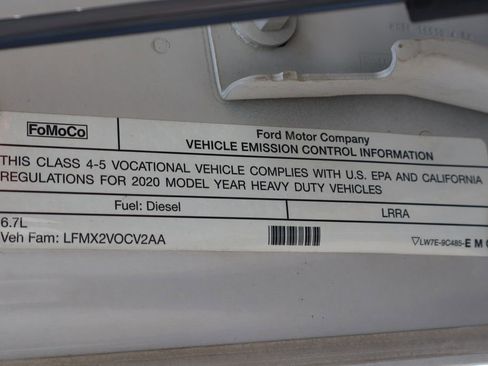 FoMoCo
Ford Motor Company
VEHICLE EMISSION CONTROL INFORMATION
THIS CLASS 4-5 VOCATIONAL VEHICLE COMPLIES WITH U.S. EPA AND CALIFORNIA
REGULATIONS FOR 2020 MODEL YEAR HEAVY DUTY VEHICLES
Fuel: Diesel
LRRA
6.7L
Veh Fam: LFMX2VOCV2AA
LW7E-9C485-E M